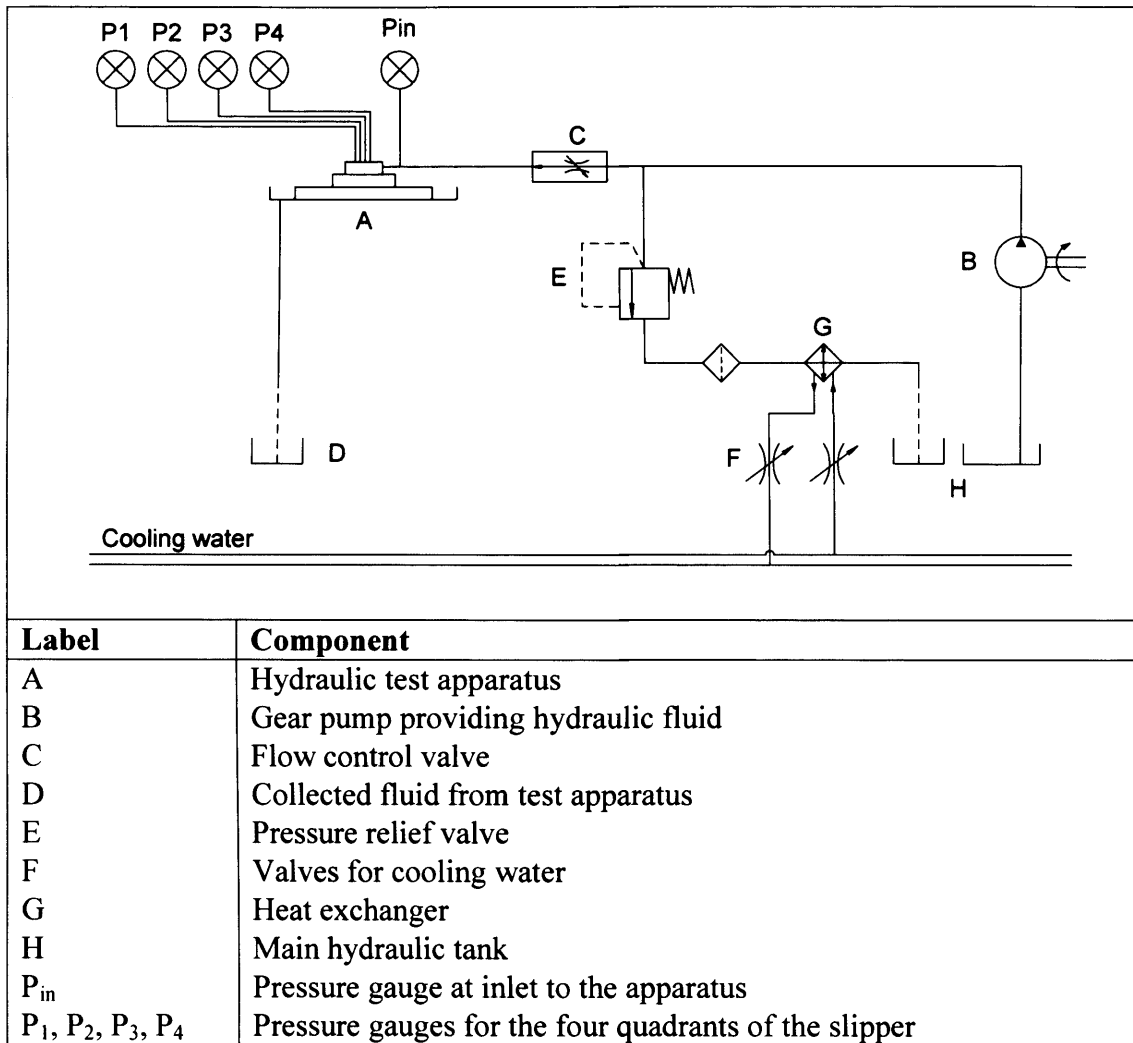 P1 P2 P3 P4 Pin
C
A
B
E
G
F
D
H
Cooling water
Label Component
A Hydraulic test apparatus
B Gear pump providing hydraulic fluid
C Flow control valve
D Collected fluid from test apparatus
E Pressure relief valve
F Valves for cooling water
G Heat exchanger
H Main hydraulic tank
Pin Pressure gauge at inlet to the apparatus
P1, P2, P3, P4 Pressure gauges for the four quadrants of the slipper